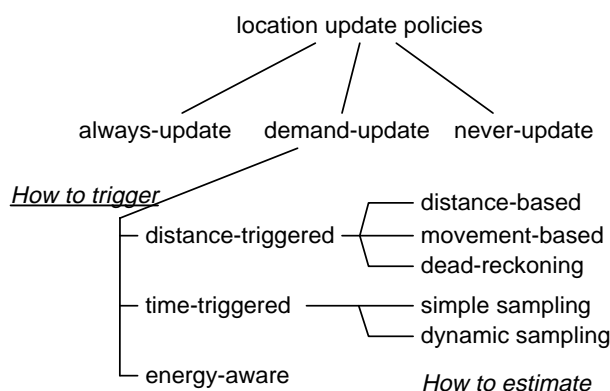 location update policies
always-update demand-update never-update
How to trigger
distance-based
distance-triggered movement-based
dead-reckoning
time-triggered simple sampling
dynamic sampling
energy-aware
How to estimate